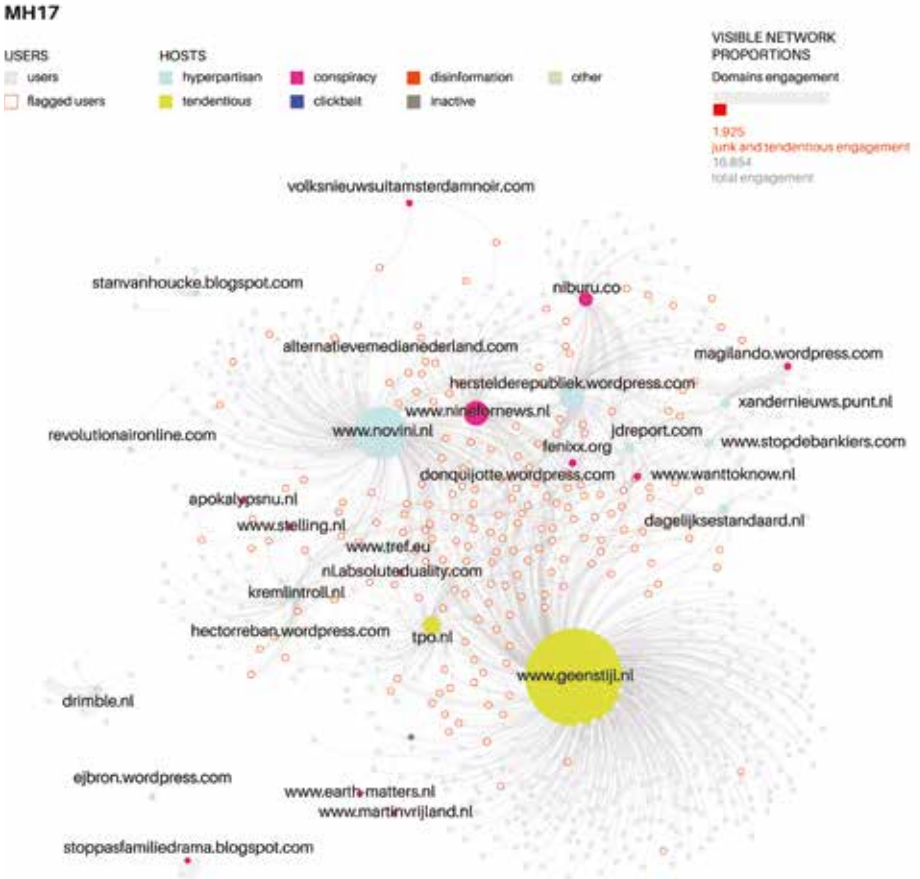 MH17
USERS
users
flagged users
HOSTS
hyperpartisan
conspiracy
disinformation
other
tendentious
clickbait
inactive
VISIBLE NETWORK
PROPORTIONS
Domains engagement
1.925
junk and tendentious engagement
16.854
total engagement
volksnieuwsuitamsterdamnoir.com
stanvanhoucke.blogspot.com
niburu.co
alternatievemedianederland.com
magilando.wordpress.com
herstelderepubliek.wordpress.com
xandernieuws.punt.nl
www.ninefornews.nl
www.novini.nl
jdreport.com
revolutionaironline.com
fenixx.org
www.stopdebankiers.com
donquijotte.wordpress.com
www.wanttoknow.nl
apokalypsnu.nl
www.stelling.nl
dagelijksestandaard.nl
www.tref.eu
nl.absoluteduality.com
kremlintroll.nl
hectorreban.wordpress.com
tpo.nl
www.geenstijl.nl
drimble.nl
ejbron.wordpress.com
www.earth-matters.nl
www.martinvrijland.nl
stoppasfamiliedrama.blogspot.com